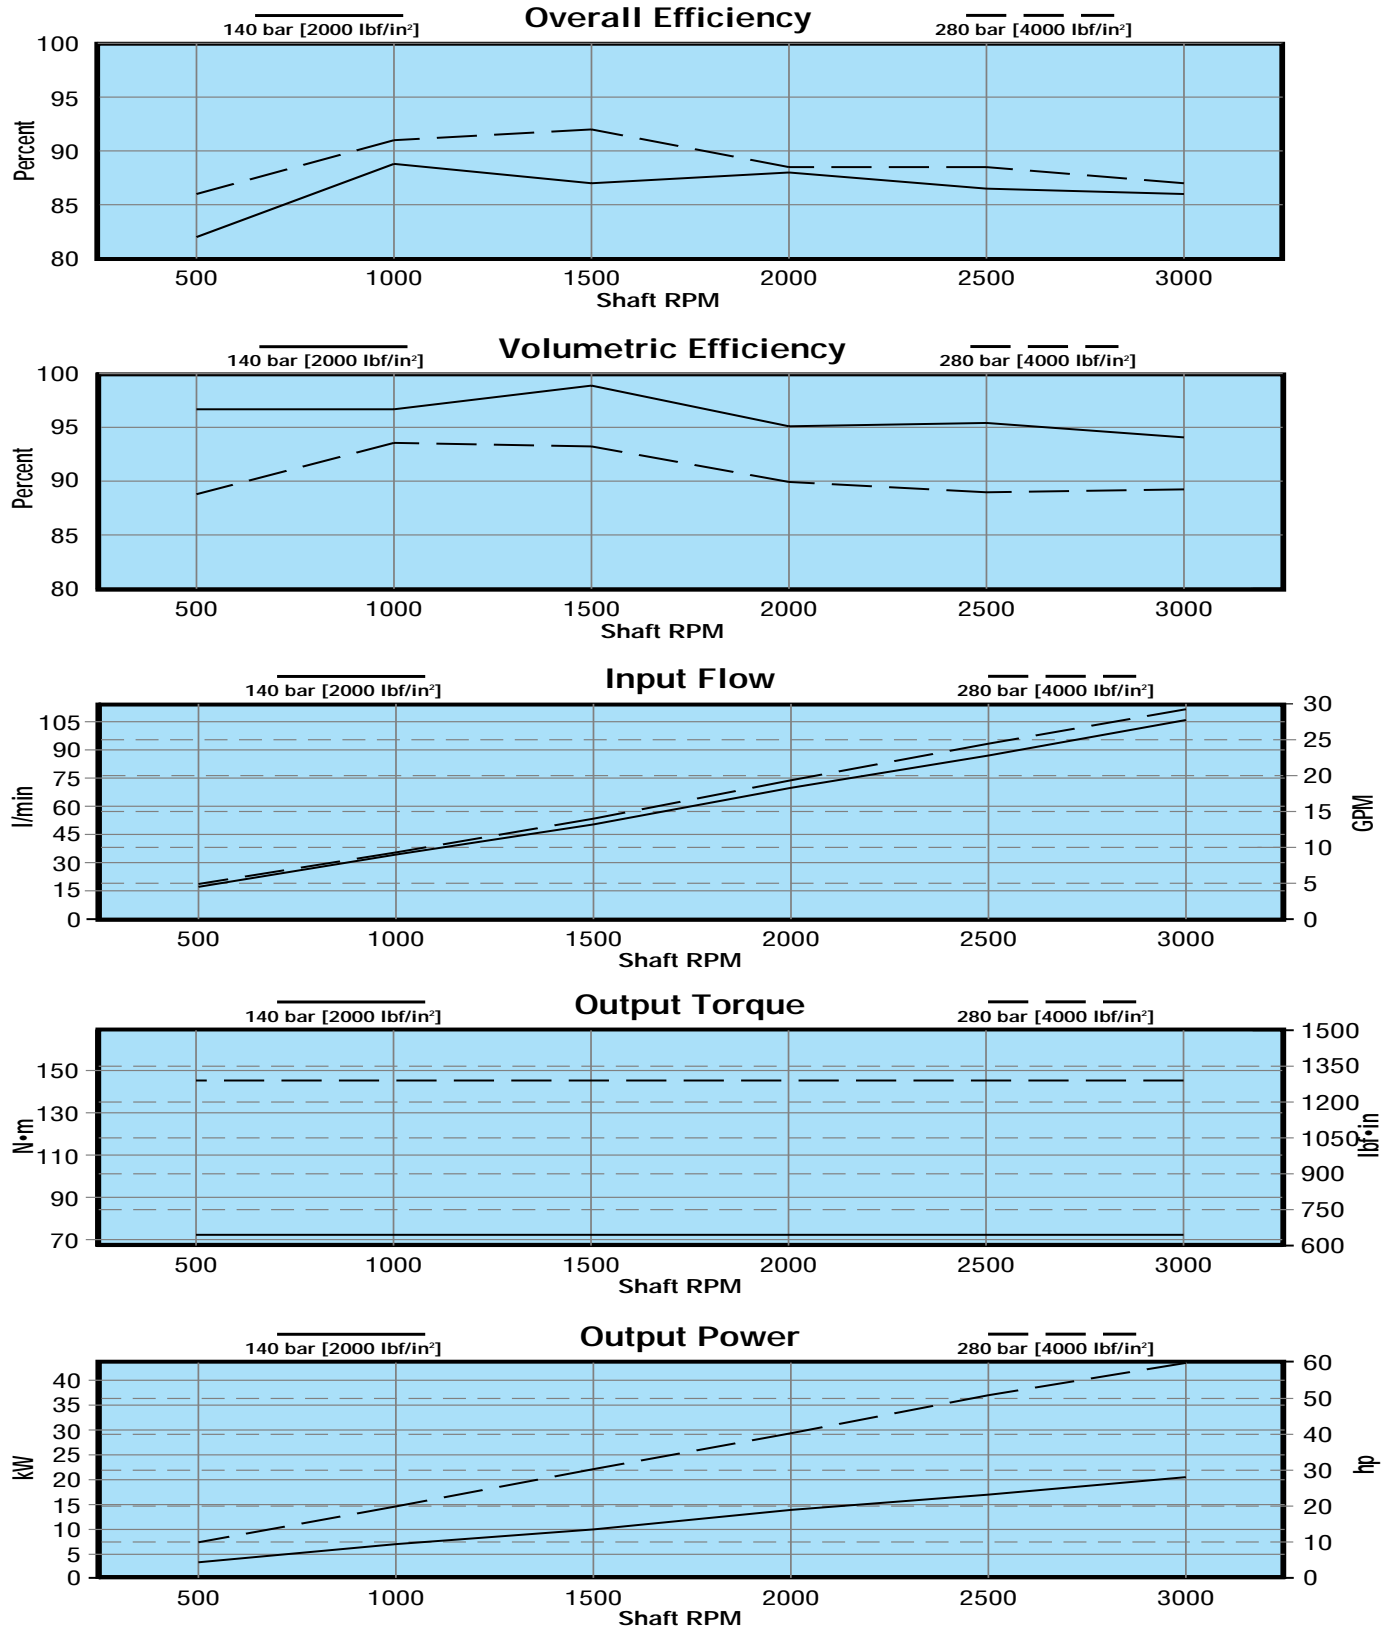 Overall Efficiency
140 bar [2000 lbf/in²]
280 bar [4000 lbf/in²]
100
95
90
85
80
Percent
500 1000 1500 2000 2500 3000
Shaft RPM
Volumetric Efficiency
140 bar [2000 lbf/in²]
280 bar [4000 lbf/in²]
100
95
90
85
80
Percent
500 1000 1500 2000 2500 3000
Shaft RPM
Input Flow
140 bar [2000 lbf/in²]
280 bar [4000 lbf/in²]
105
90
75
60
45
30
15
0
l/min
30
25
20
15
10
5
0
GPM
500 1000 1500 2000 2500 3000
Shaft RPM
Output Torque
140 bar [2000 lbf/in²]
280 bar [4000 lbf/in²]
150
130
110
90
70
N•m
1500
1350
1200
1050
900
750
600
lbf•in
500 1000 1500 2000 2500 3000
Shaft RPM
Output Power
140 bar [2000 lbf/in²]
280 bar [4000 lbf/in²]
40
35
30
25
20
15
10
5
0
kW
60
50
40
30
20
10
0
hp
500 1000 1500 2000 2500 3000
Shaft RPM